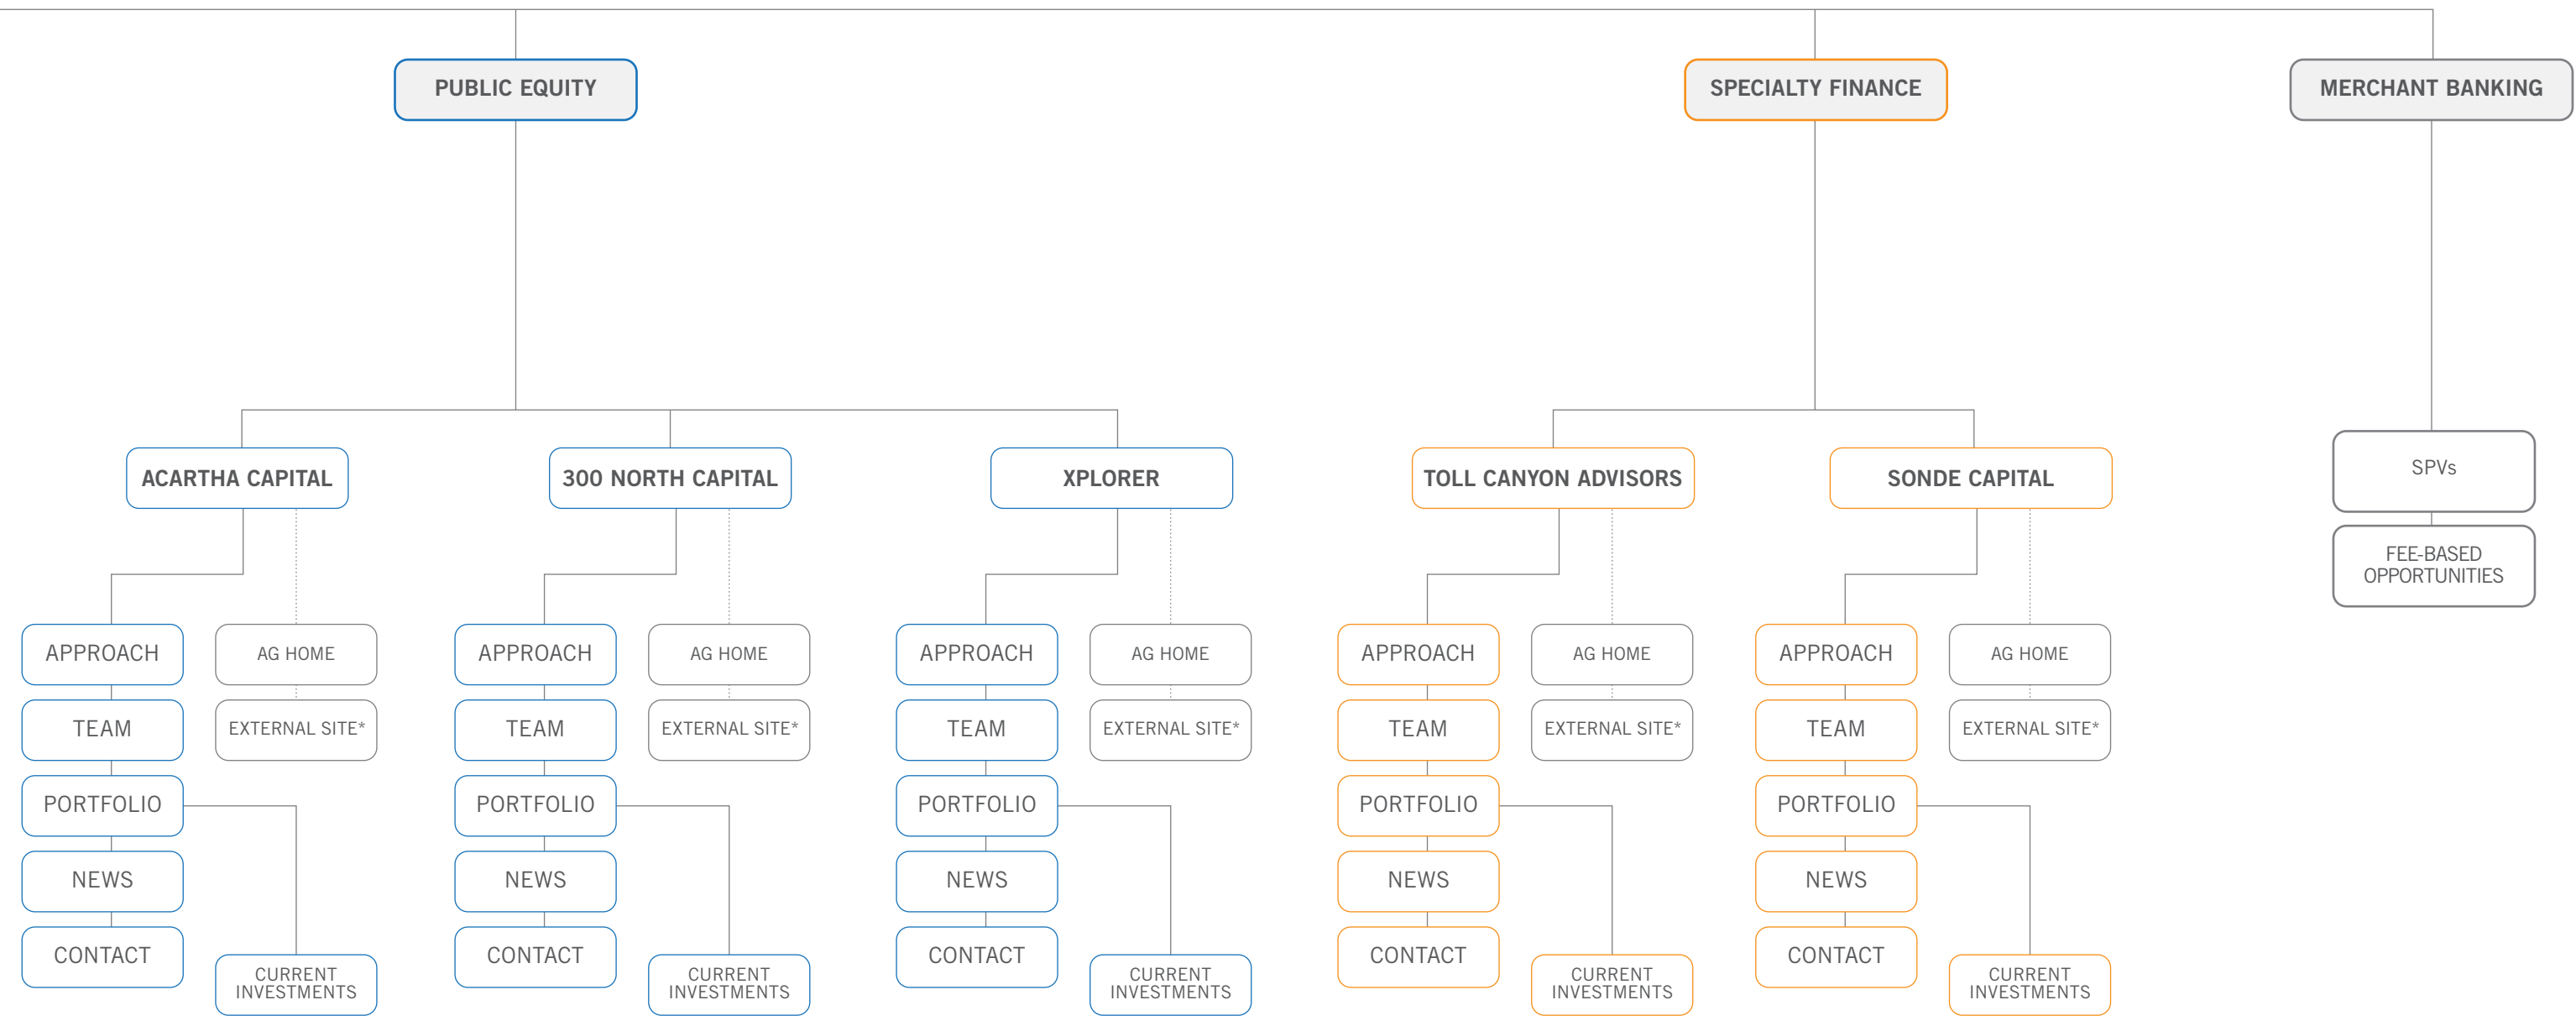 PUBLIC EQUITY
SPECIALTY FINANCE
MERCHANT BANKING
ACARTHA CAPITAL
300 NORTH CAPITAL
XPLORER
TOLL CANYON ADVISORS
SONDE CAPITAL
SPVs
FEE-BASED
OPPORTUNITIES
APPROACH
AG HOME
TEAM
EXTERNAL SITE*
PORTFOLIO
NEWS
CONTACT
CURRENT
INVESTMENTS
APPROACH
AG HOME
TEAM
EXTERNAL SITE*
PORTFOLIO
NEWS
CONTACT
CURRENT
INVESTMENTS
APPROACH
AG HOME
TEAM
EXTERNAL SITE*
PORTFOLIO
NEWS
CONTACT
CURRENT
INVESTMENTS
APPROACH
AG HOME
TEAM
EXTERNAL SITE*
PORTFOLIO
NEWS
CONTACT
CURRENT
INVESTMENTS
APPROACH
AG HOME
TEAM
EXTERNAL SITE*
PORTFOLIO
NEWS
CONTACT
CURRENT
INVESTMENTS